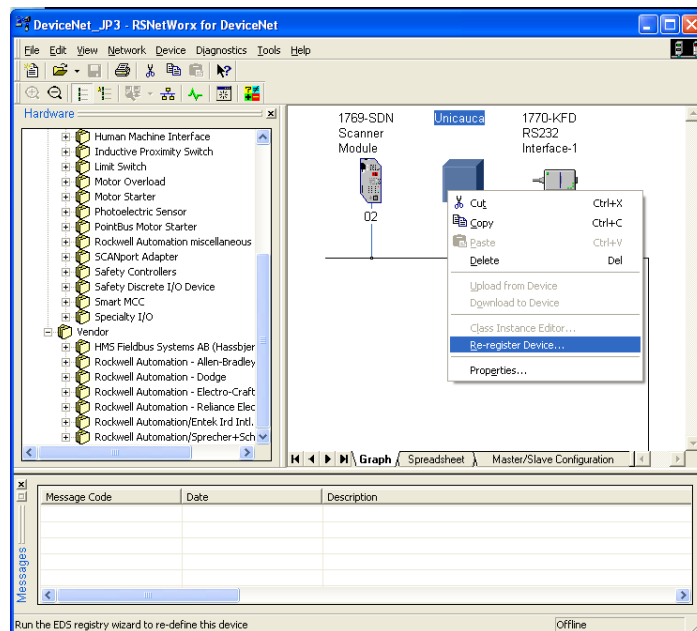 DeviceNet_JP3 - RSNetWorx for DeviceNet
File Edit View Network Device Diagnostics Tools Help
Hardware
Human Machine Interface
Inductive Proximity Switch
Limit Switch
Motor Overload
Motor Starter
Photoelectric Sensor
PointBus Motor Starter
Rockwell Automation miscellaneous
SCANport Adapter
Safety Controllers
Safety Discrete I/O Device
Smart MCC
Specialty I/O
Vendor
HMS Fieldbus Systems AB (Hassbjer
Rockwell Automation - Allen-Bradley
Rockwell Automation - Dodge
Rockwell Automation - Electro-Craft
Rockwell Automation - Reliance Elec
Rockwell Automation/Entek Ird Intl.
Rockwell Automation/Sprecher+Sch
1769-SDN
Scanner
Module
02
Unicauca
1770-KFD
RS232
Interface-1
Cut Ctrl+X
Copy Ctrl+C
Paste Ctrl+V
Delete Del
Upload from Device
Download to Device
Class Instance Editor...
Re-register Device...
Properties...
Graph Spreadsheet Master/Slave Configuration
Messages
Message Code Date Description
Run the EDS registry wizard to re-define this device Offline